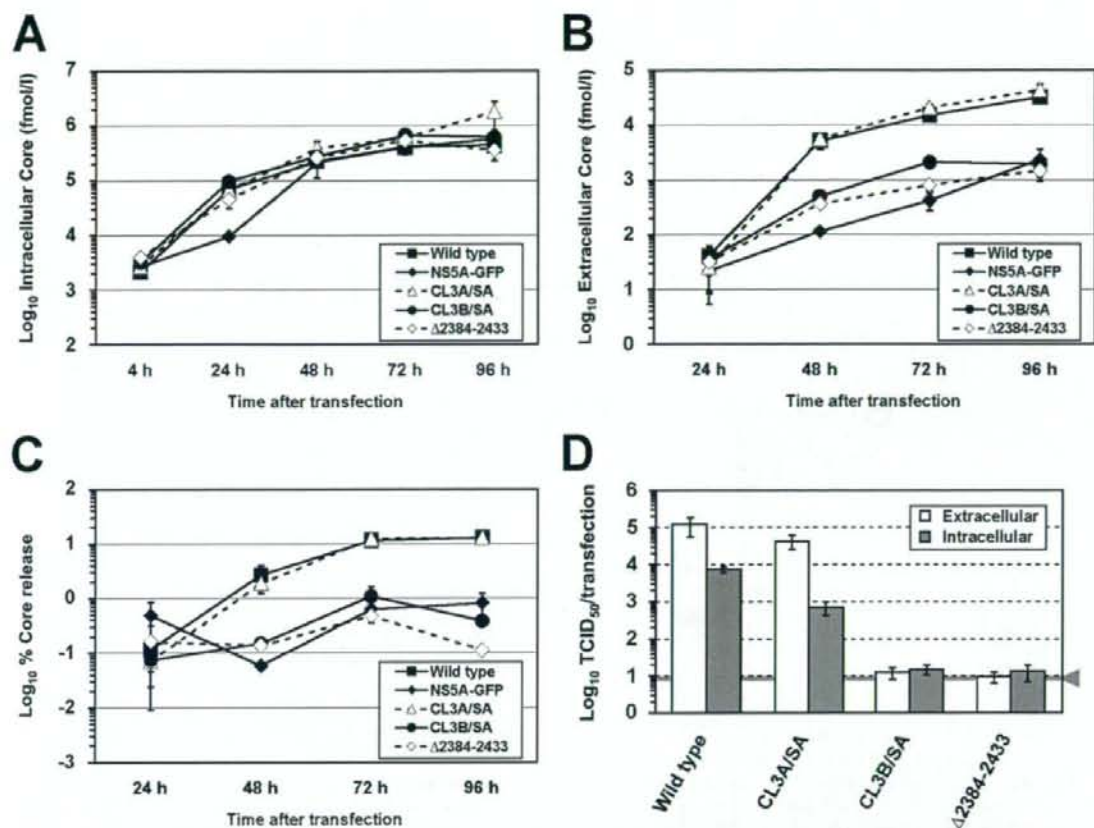 A
Log10 Intracellular Core (fmol/l)
7
6
5
4
3
2
4 h 24 h 48 h 72 h 96 h
Time after transfection
Wild type
NS5A-GFP
CL3A/SA
CL3B/SA
Δ2384-2433
B
Log10 Extracellular Core (fmol/l)
5
4
3
2
1
0
24 h 48 h 72 h 96 h
Time after transfection
Wild type
NS5A-GFP
CL3A/SA
CL3B/SA
Δ2384-2433
C
Log10 % Core release
2
1
0
-1
-2
-3
24 h 48 h 72 h 96 h
Time after transfection
Wild type
NS5A-GFP
CL3A/SA
CL3B/SA
Δ2384-2433
D
Log10 TCID50/transfection
6
5
4
3
2
1
0
Extracellular
Intracellular
Wild type
CL3A/SA
CL3B/SA
Δ2384-2433